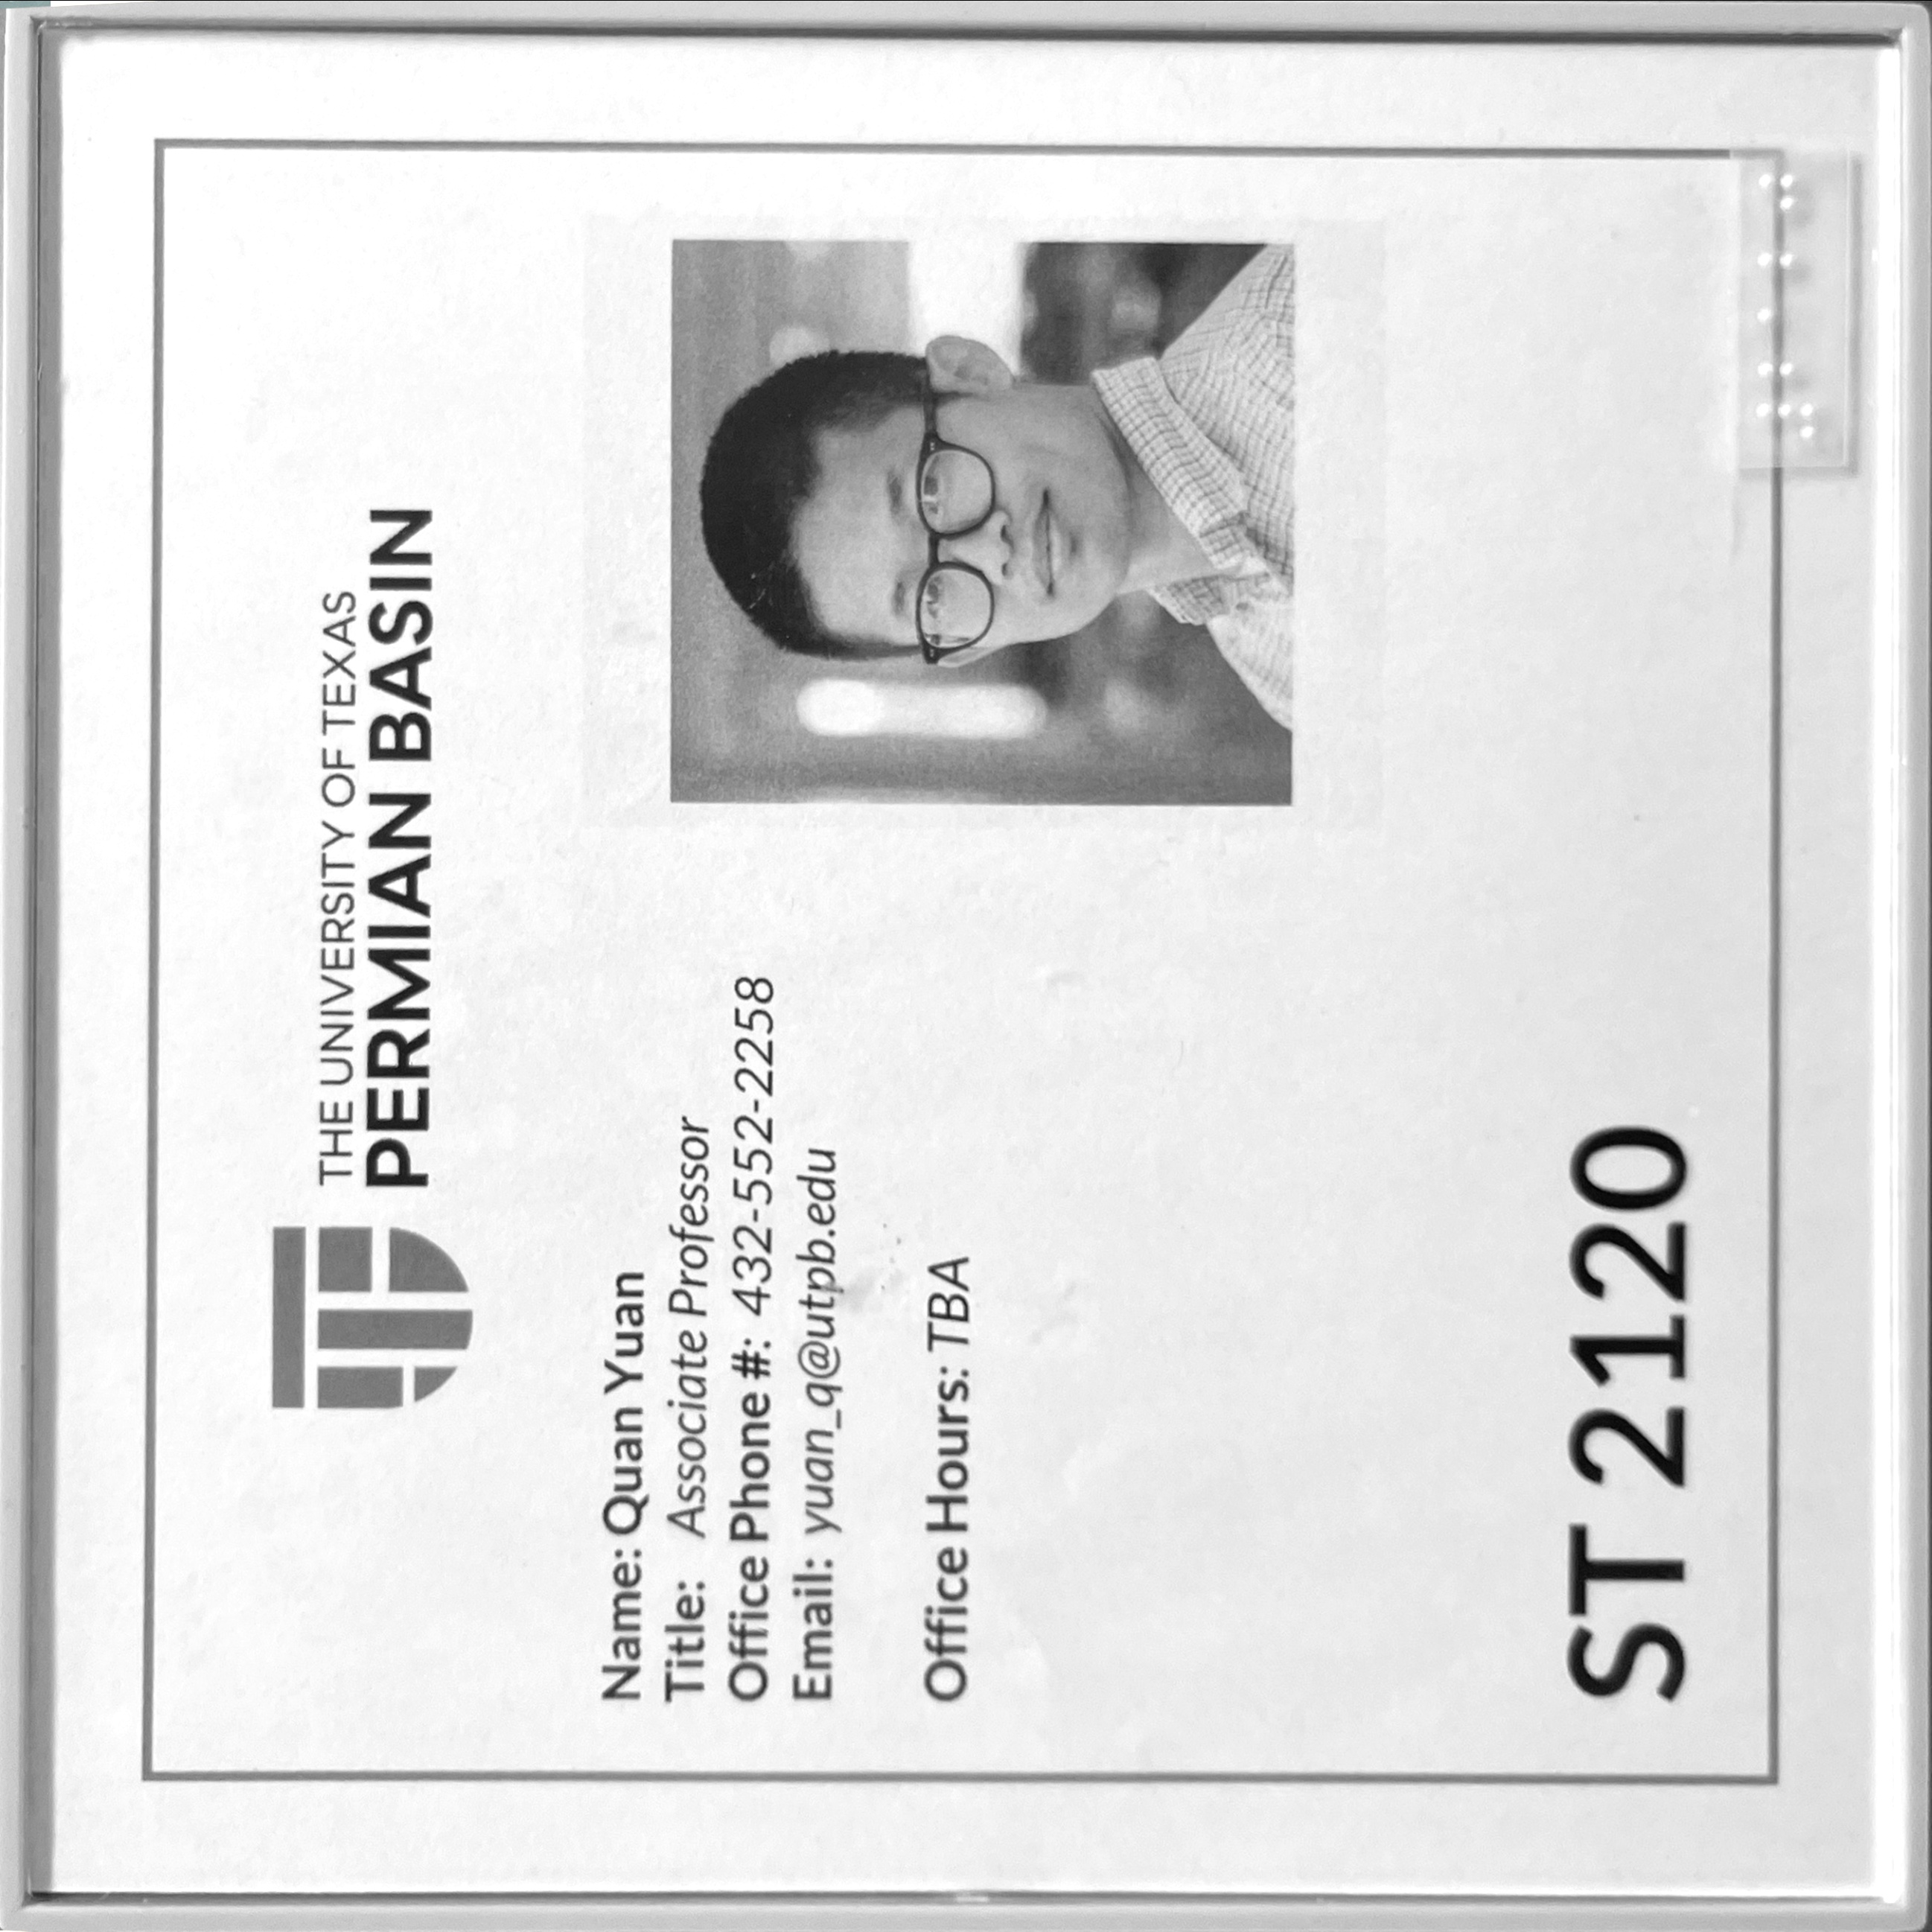 THE UNIVERSITY OF TEXAS
PERMIAN BASIN
Name: Quan Yuan
Title: Associate Professor
Office Phone #: 432-552-2258
Email: yuan_q@utpb.edu
Office Hours: TBA
ST 2120